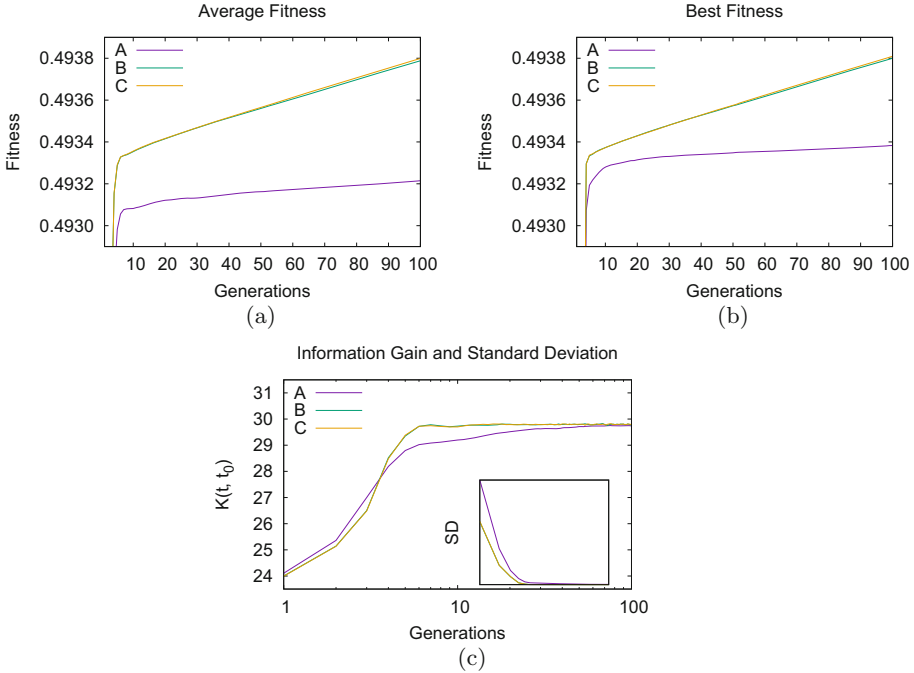 Average Fitness
Fitness
0.4938
0.4936
0.4934
0.4932
0.4930
A
B
C
10 20 30 40 50 60 70 80 90 100
Generations
(a)
Best Fitness
Fitness
0.4938
0.4936
0.4934
0.4932
0.4930
A
B
C
10 20 30 40 50 60 70 80 90 100
Generations
(b)
Information Gain and Standard Deviation
K(t, t0)
31
30
29
28
27
26
25
24
A
B
C
SD
1 10 100
Generations
(c)